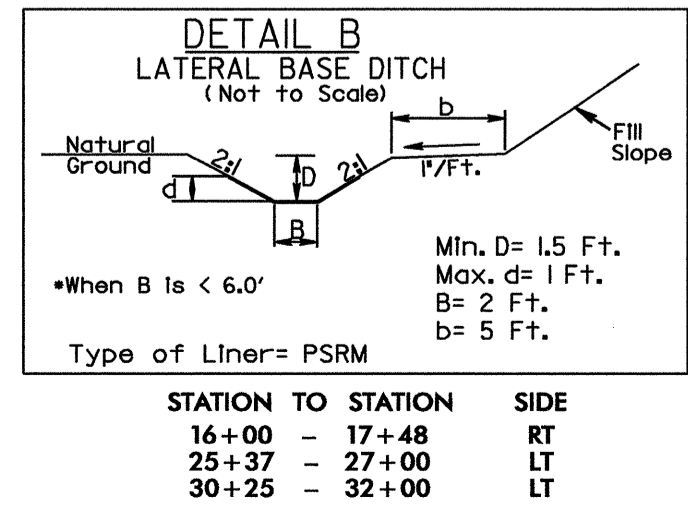 DETAIL B
LATERAL BASE DITCH
(Not to Scale)
b
Natural
Ground
2:1
D
2:1
1"/Ft.
Fill
Slope
d
B
Min. D= 1.5 Ft.
Max. d= 1 Ft.
B= 2 Ft.
b= 5 Ft.
*When B is < 6.0'
Type of Liner= PSRM
STATION TO STATION SIDE
16+00 – 17+48 RT
25+37 – 27+00 LT
30+25 – 32+00 LT